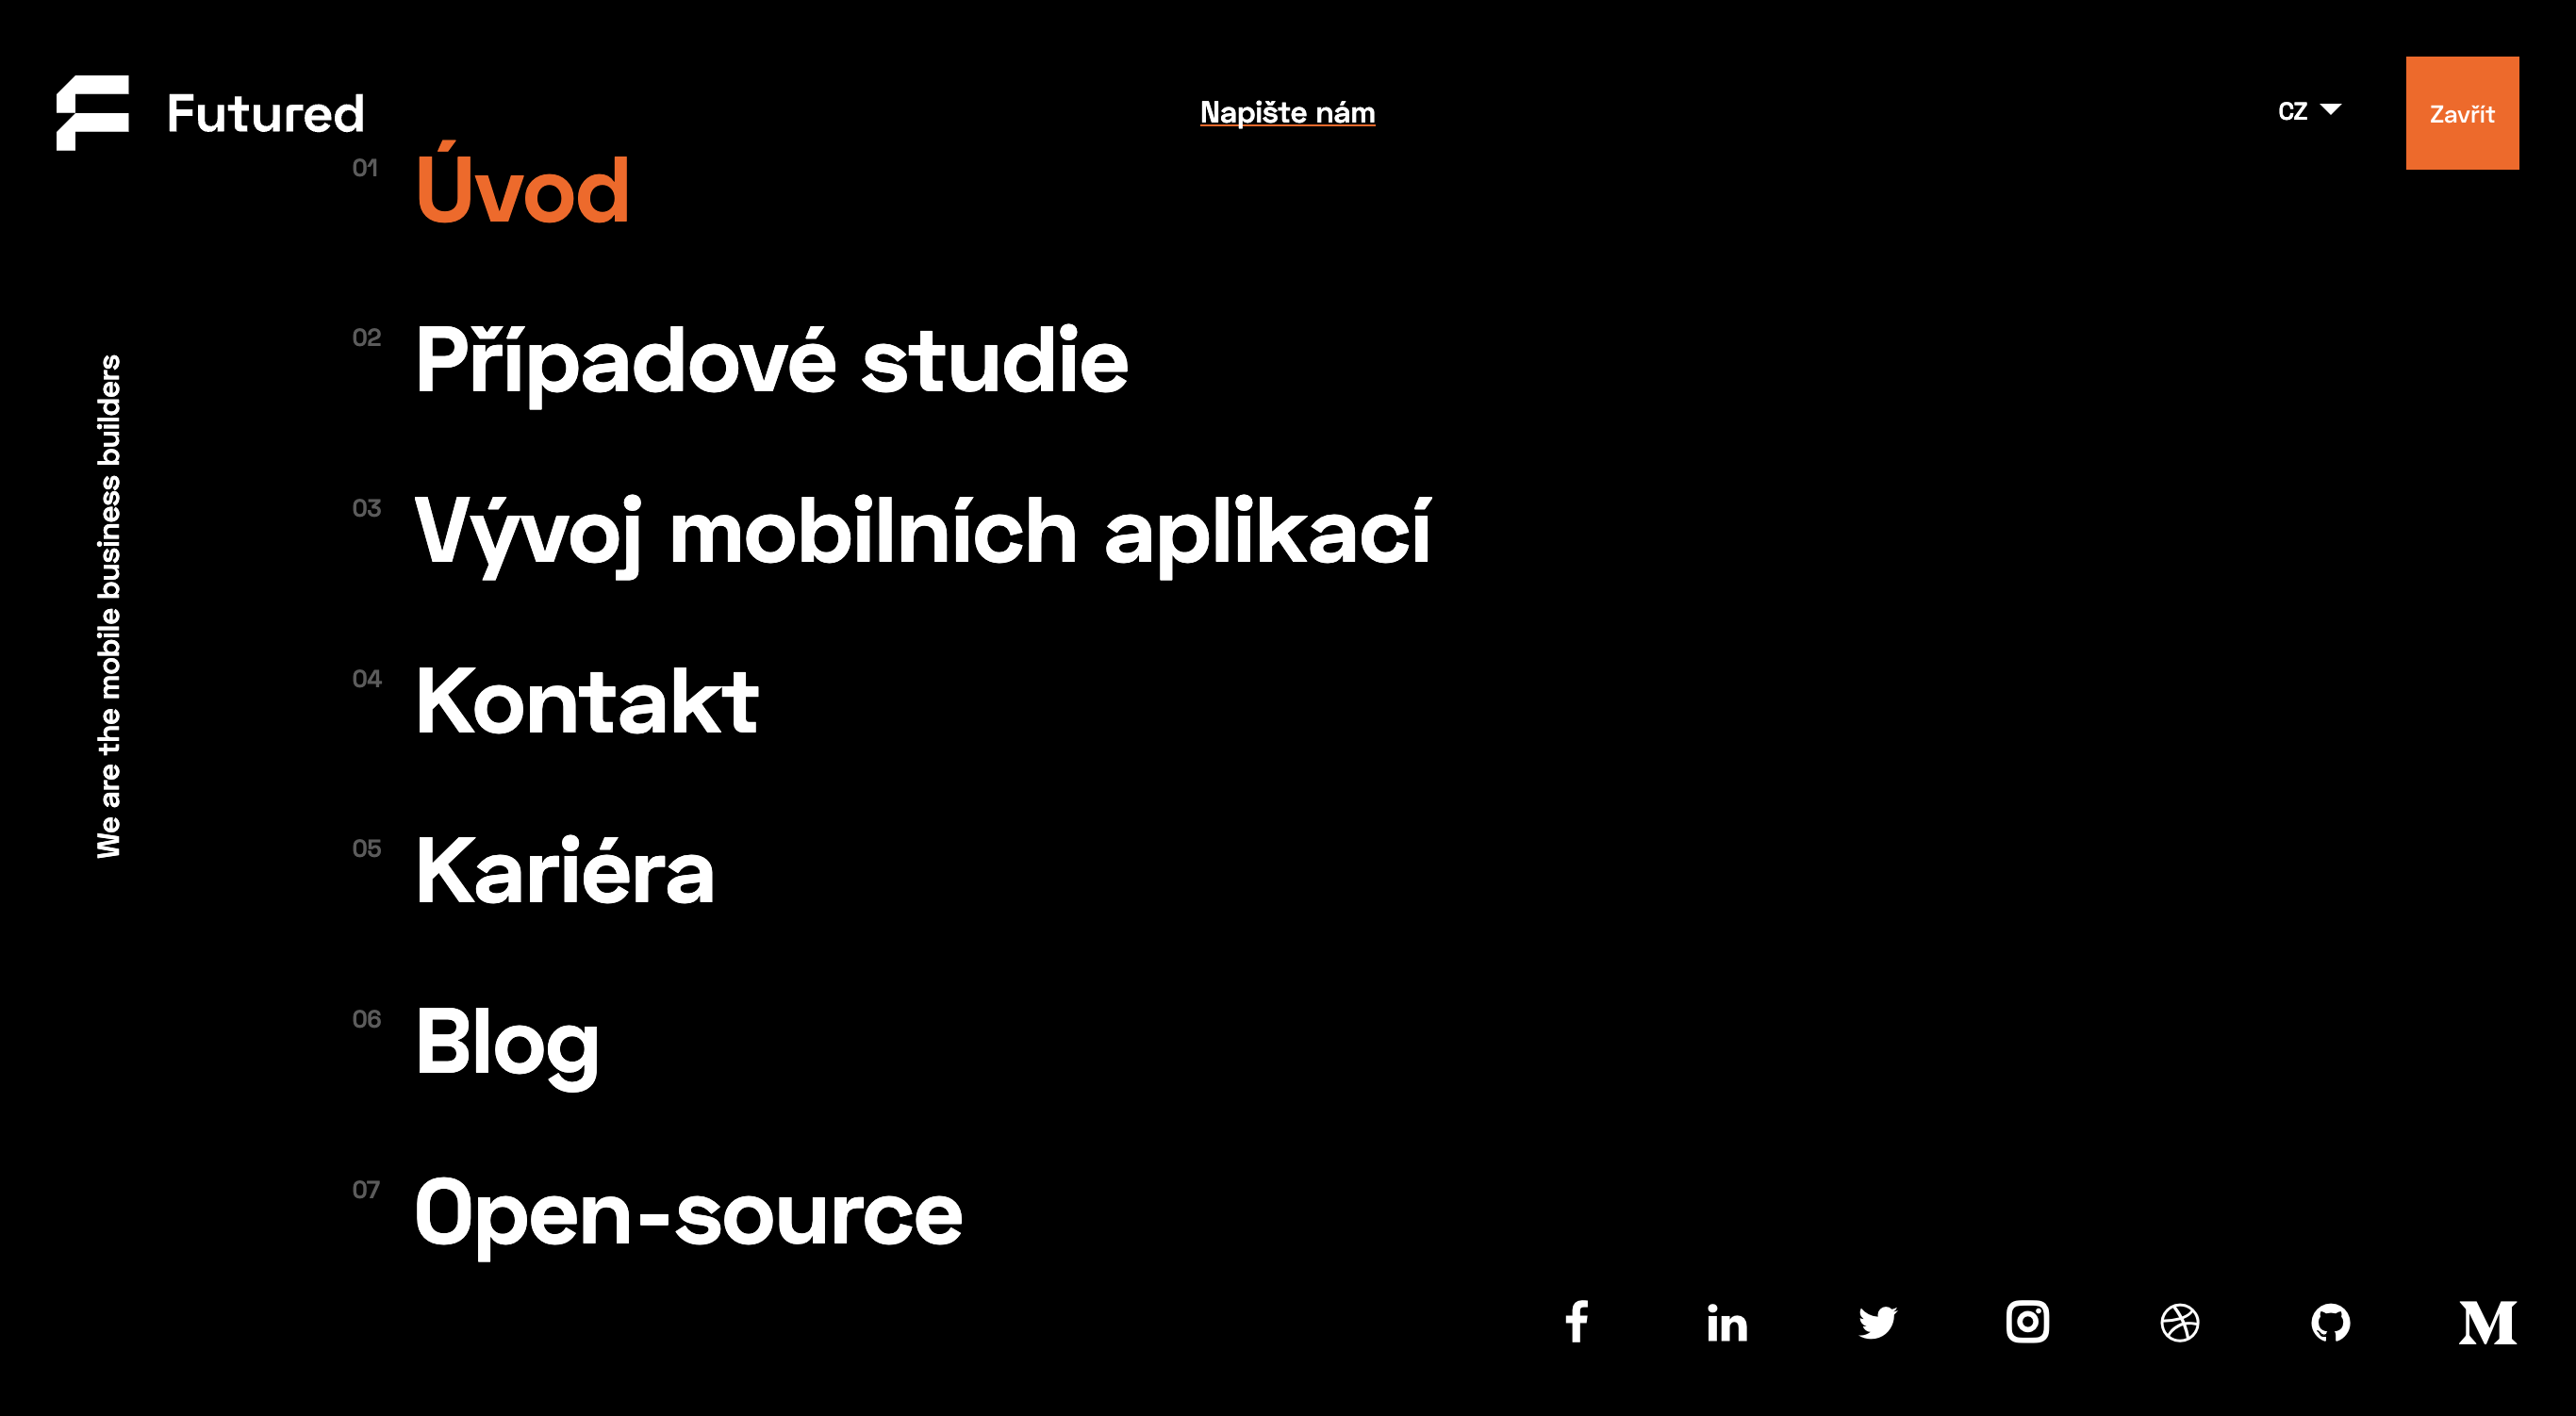 Futured
Napište nám
CZ
Zavřít
01 Úvod
02 Případové studie
03 Vývoj mobilních aplikací
04 Kontakt
05 Kariéra
06 Blog
07 Open-source
We are the mobile business builders